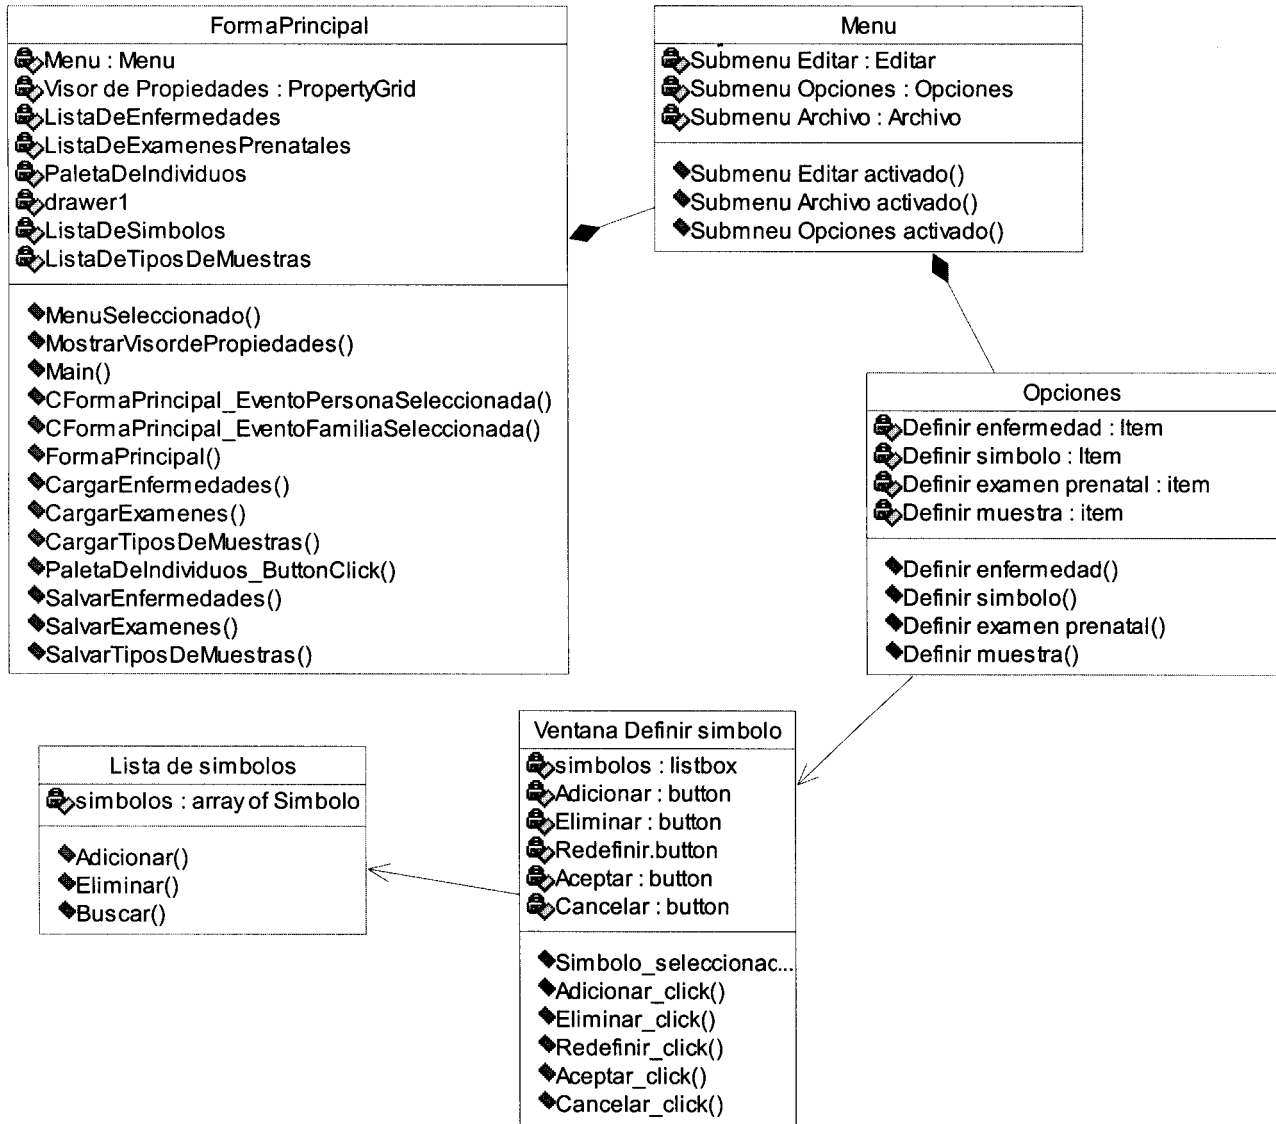 FormaPrincipal
Menu : Menu
Visor de Propiedades : PropertyGrid
ListaDeEnfermedades
ListaDeExamenesPrenatales
PaletaDeIndividuos
drawer1
ListaDeSimbolos
ListaDeTiposDeMuestras
MenuSeleccionado()
MostrarVisordePropiedades()
Main()
CFormaPrincipal_EventoPersonaSeleccionada()
CFormaPrincipal_EventoFamiliaSeleccionada()
FormaPrincipal()
CargarEnfermedades()
CargarExamenes()
CargarTiposDeMuestras()
PaletaDeIndividuos_ButtonClick()
SalvarEnfermedades()
SalvarExamenes()
SalvarTiposDeMuestras()
Menu
Submenu Editar : Editar
Submenu Opciones : Opciones
Submenu Archivo : Archivo
Submenu Editar activado()
Submenu Archivo activado()
Submneu Opciones activado()
Opciones
Definir enfermedad : Item
Definir simbolo : Item
Definir examen prenatal : item
Definir muestra : item
Definir enfermedad()
Definir simbolo()
Definir examen prenatal()
Definir muestra()
Ventana Definir simbolo
simbolos : listbox
Adicionar : button
Eliminar : button
Redefinir.button
Aceptar : button
Cancelar : button
Simbolo_seleccionac...
Adicionar_click()
Eliminar_click()
Redefinir_click()
Aceptar_click()
Cancelar_click()
Lista de simbolos
simbolos : array of Simbolo
Adicionar()
Eliminar()
Buscar()